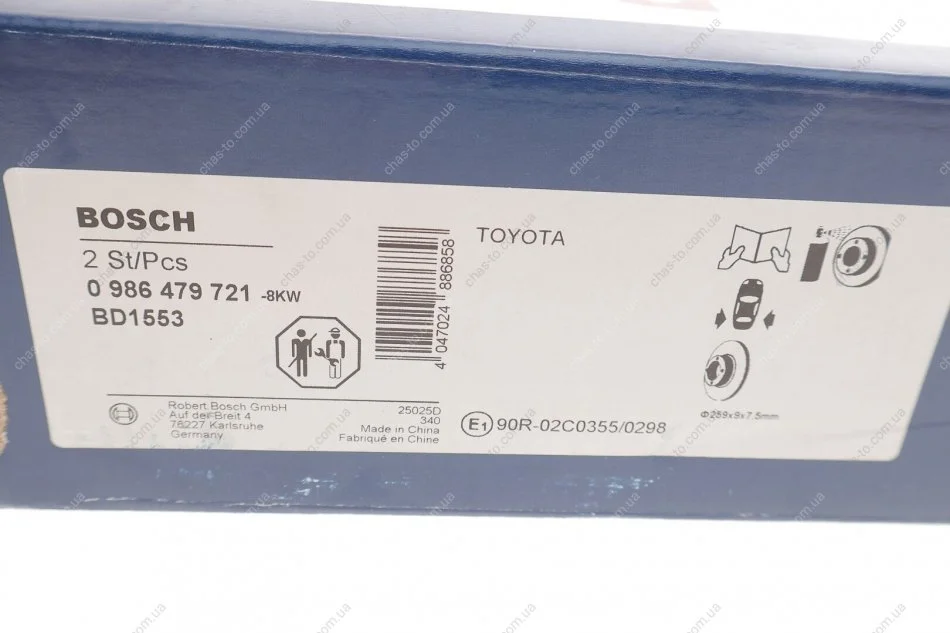 BOSCH
2 St/Pcs
0 986 479 721 -8KW
BD1553
4 047024 886858
TOYOTA
Robert Bosch GmbH
Auf der Breit 4
76227 Karlsruhe
Germany
25025D
340
Made in China
Fabriqué en Chine
E1 90R-02C0355/0298
Φ259x9x7.5mm
chas-to.com.ua